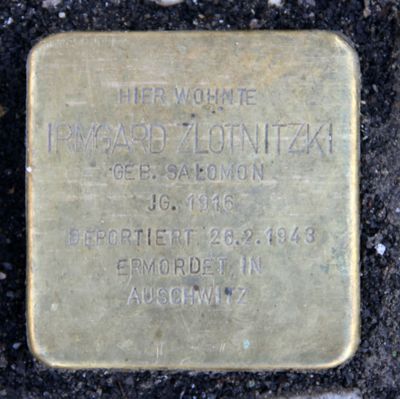 HIER WOHNTE
IRMGARD ZLOTNITZKI
GEB. SALOMON
JG. 1916
DEPORTIERT 26.2.1943
ERMORDET IN
AUSCHWITZ